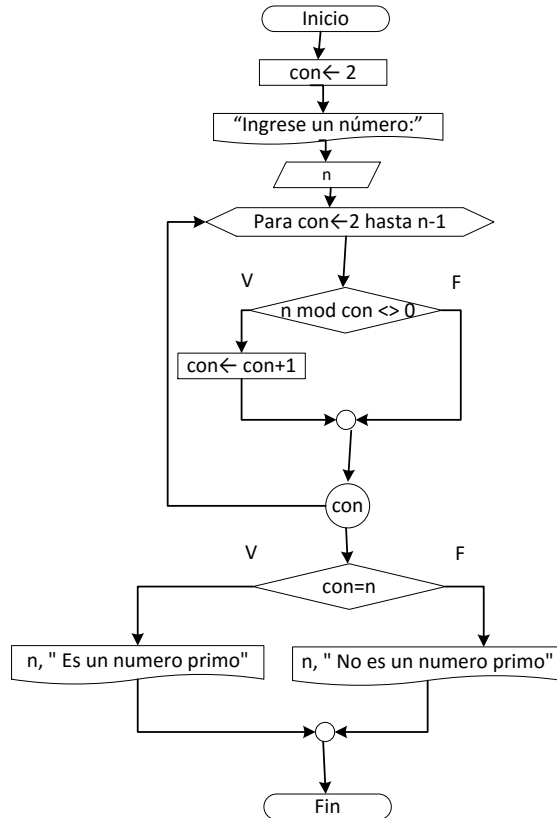 Inicio
con← 2
“Ingrese un número:”
n
Para con←2 hasta n-1
V
F
n mod con <> 0
con← con+1
con
V
F
con=n
n, " Es un numero primo"
n, " No es un numero primo"
Fin